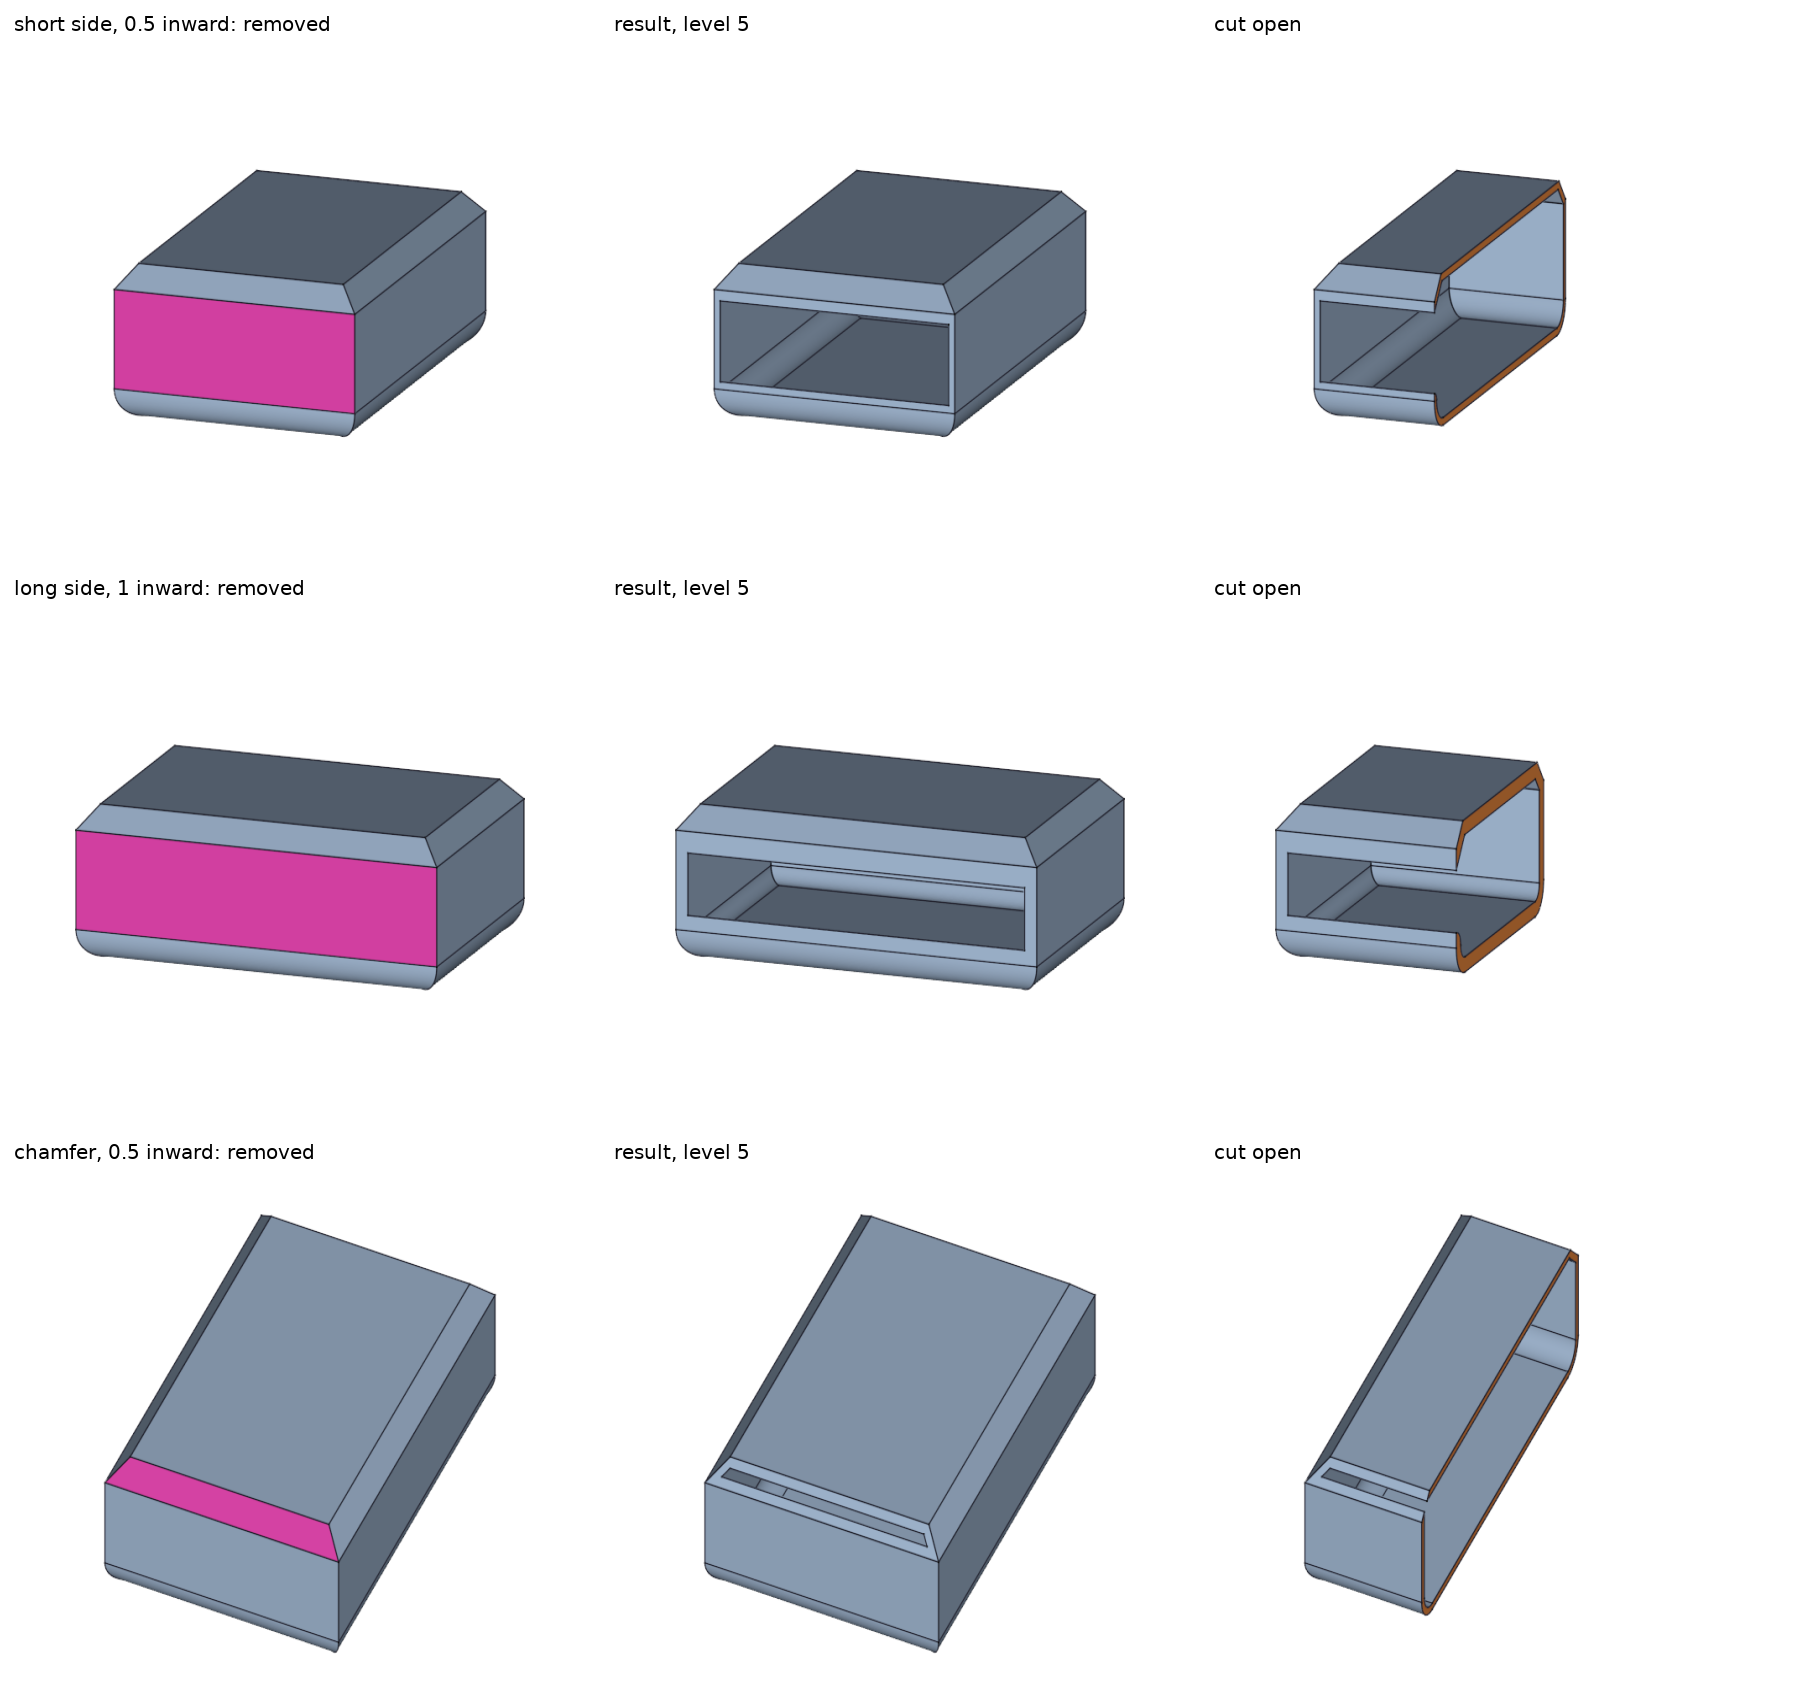 short side, 0.5 inward: removed
result, level 5
cut open
long side, 1 inward: removed
result, level 5
cut open
chamfer, 0.5 inward: removed
result, level 5
cut open